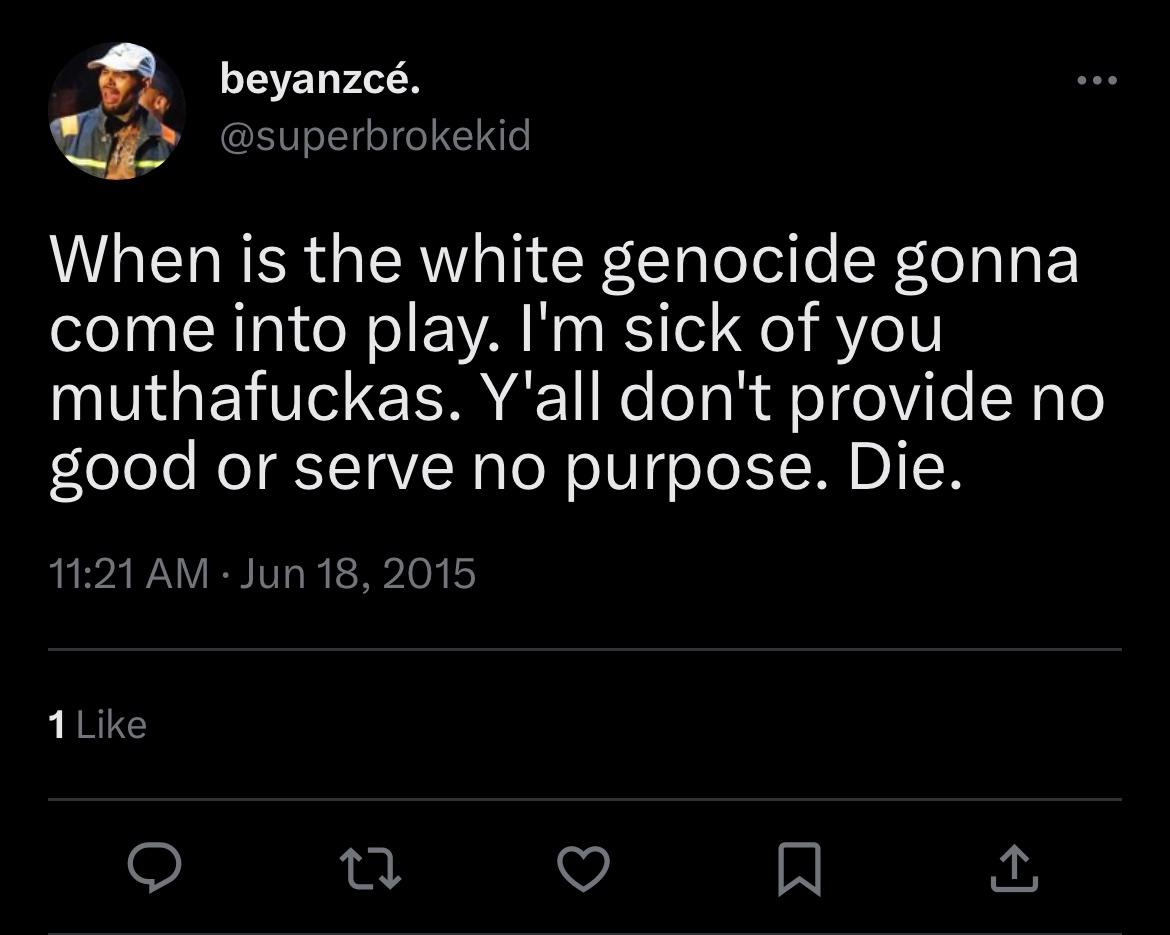 beyanzcé.
@superbrokekid
When is the white genocide gonna
come into play. I'm sick of you
muthafuckas. Y'all don't provide no
good or serve no purpose. Die.
11:21 AM · Jun 18, 2015
1 Like